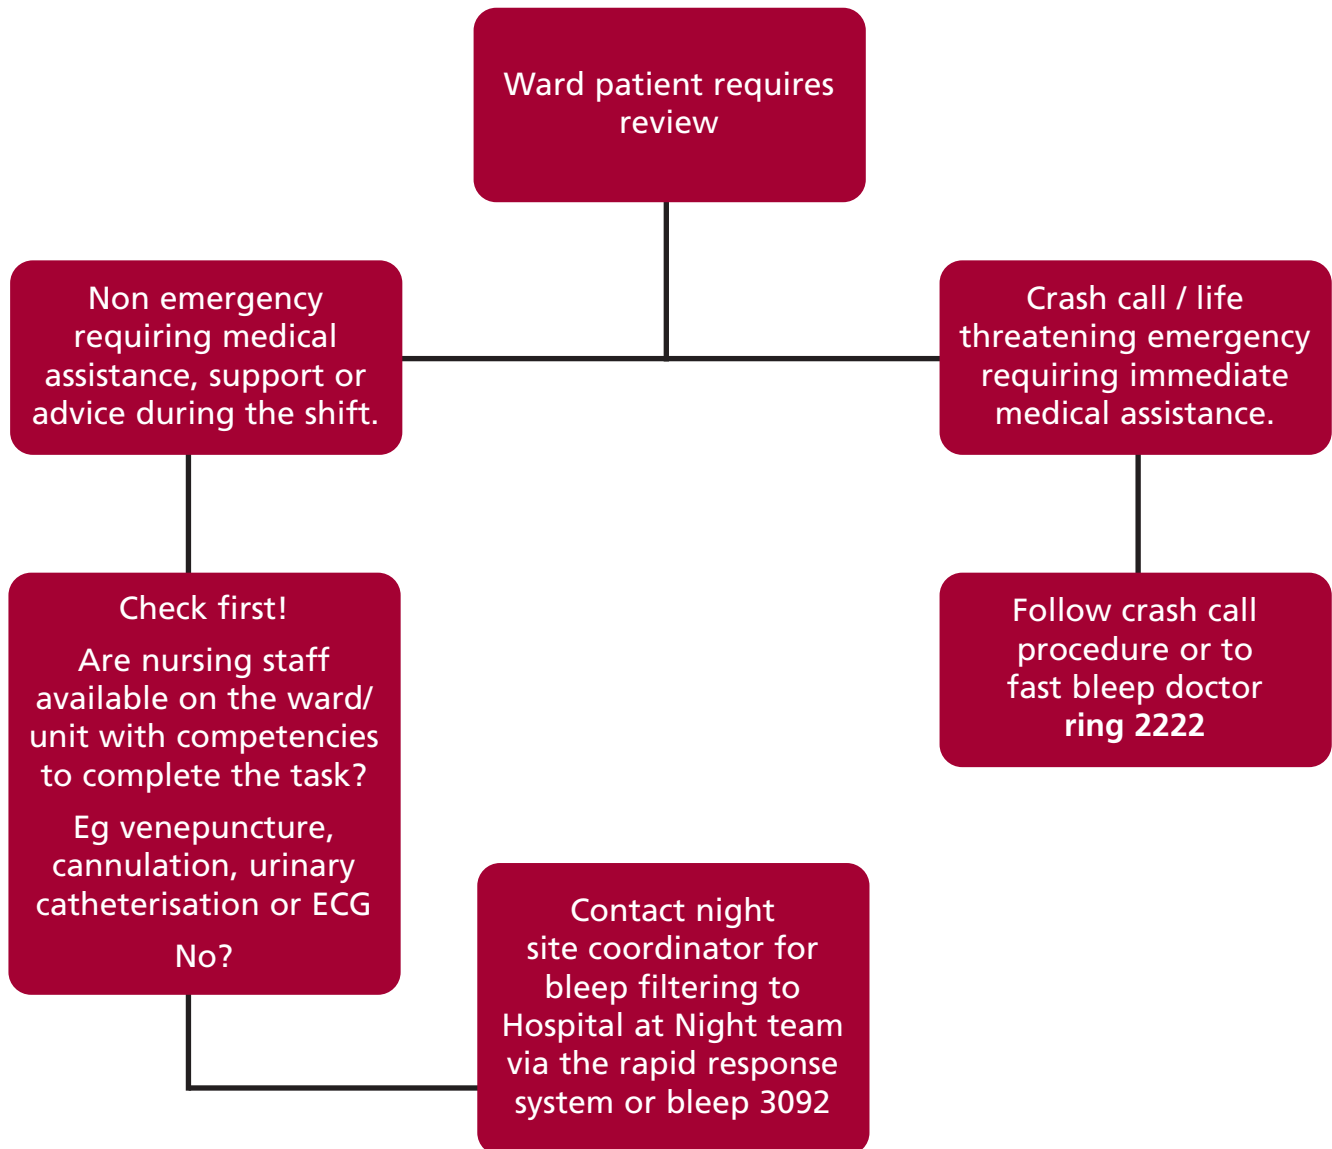 Ward patient requires
review
Non emergency
requiring medical
assistance, support or
advice during the shift.
Crash call / life
threatening emergency
requiring immediate
medical assistance.
Check first!
Are nursing staff
available on the ward/
unit with competencies
to complete the task?
Eg venepuncture,
cannulation, urinary
catheterisation or ECG
No?
Follow crash call
procedure or to
fast bleep doctor
ring 2222
Contact night
site coordinator for
bleep filtering to
Hospital at Night team
via the rapid response
system or bleep 3092